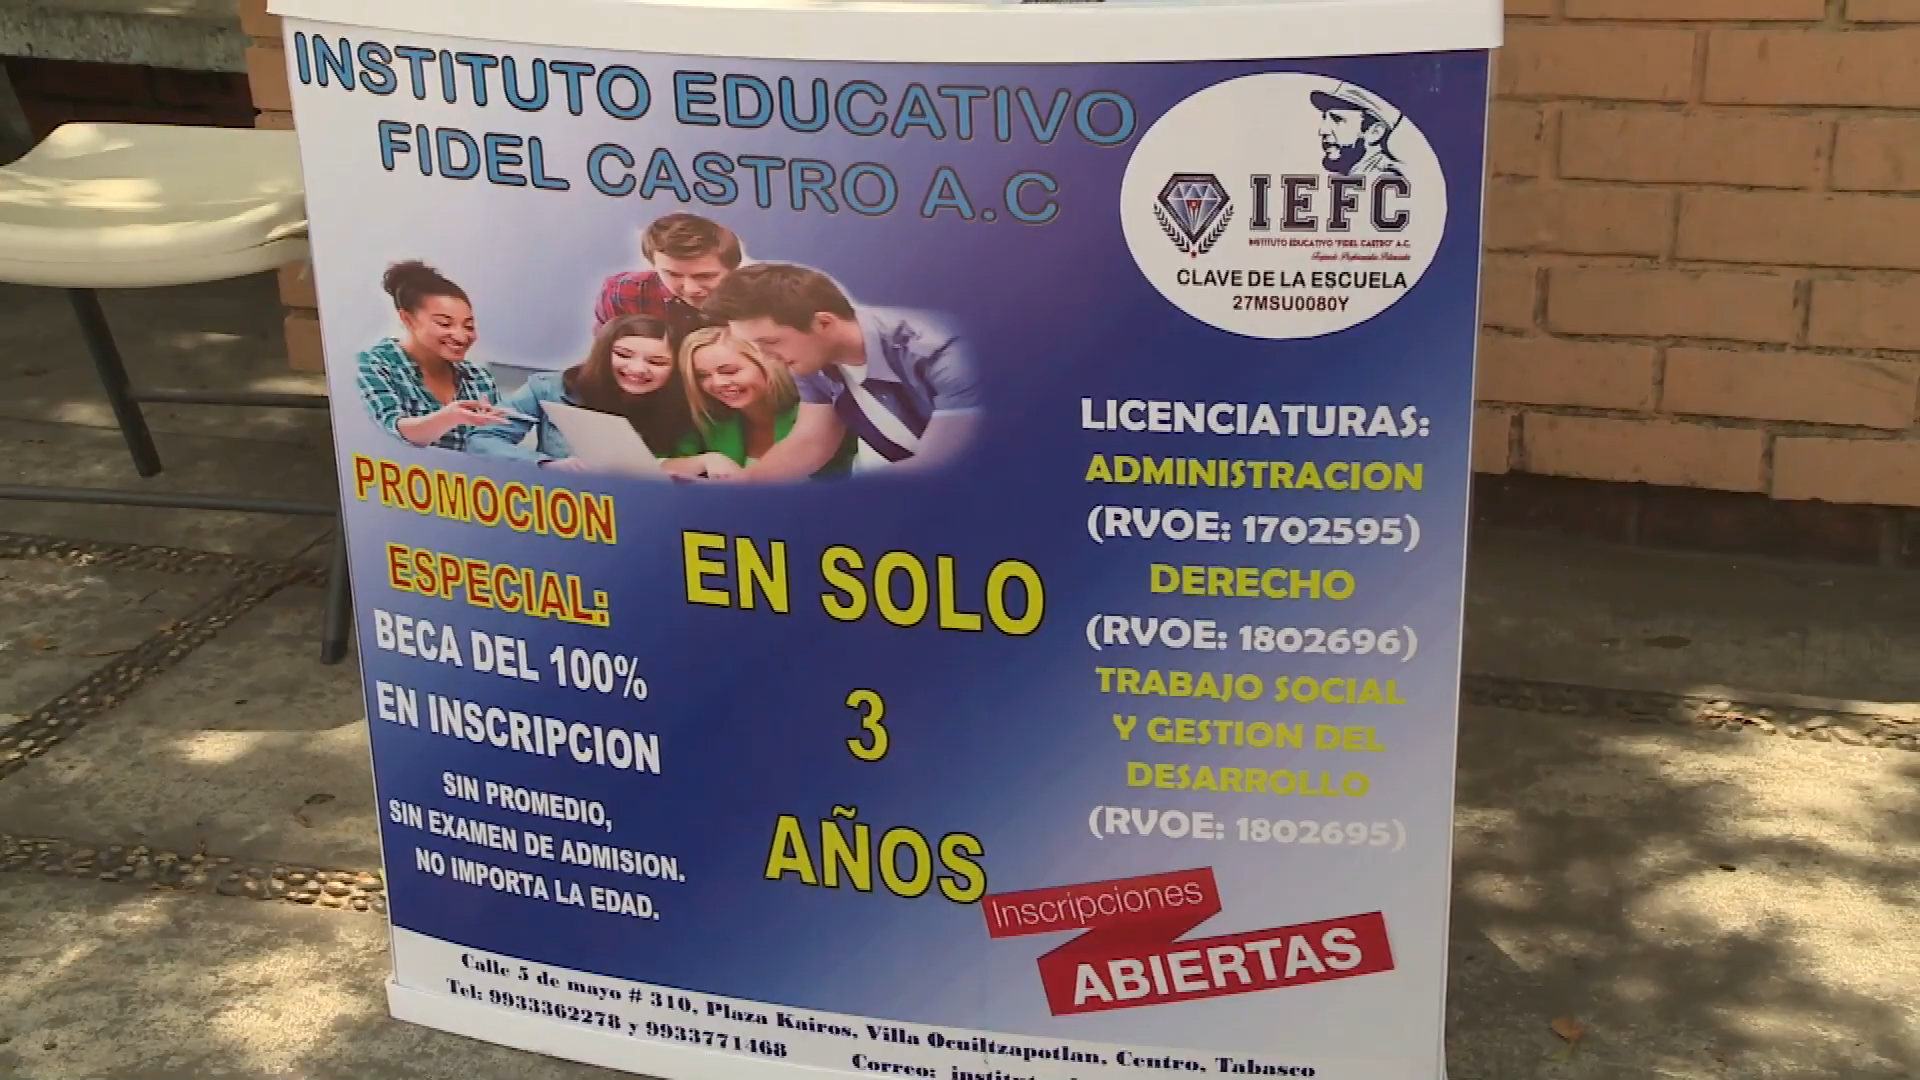 INSTITUTO EDUCATIVO
FIDEL CASTRO A.C
IEFC
INSTITUTO EDUCATIVO "FIDEL CASTRO" A.C.
CLAVE DE LA ESCUELA
27MSU0080Y
PROMOCION
ESPECIAL:
BECA DEL 100%
EN INSCRIPCION
SIN PROMEDIO,
SIN EXAMEN DE ADMISION.
NO IMPORTA LA EDAD.
EN SOLO
3
AÑOS
LICENCIATURAS:
ADMINISTRACION
(RVOE: 1702595)
DERECHO
(RVOE: 1802696)
TRABAJO SOCIAL
Y GESTION DEL
DESARROLLO
(RVOE: 1802695)
Inscripciones
ABIERTAS
Calle 5 de mayo # 310, Plaza Kairos, Villa Ocuiltzapotlan, Centro, Tabasco
Tel: 9933362278 y 9933771468
Correo: